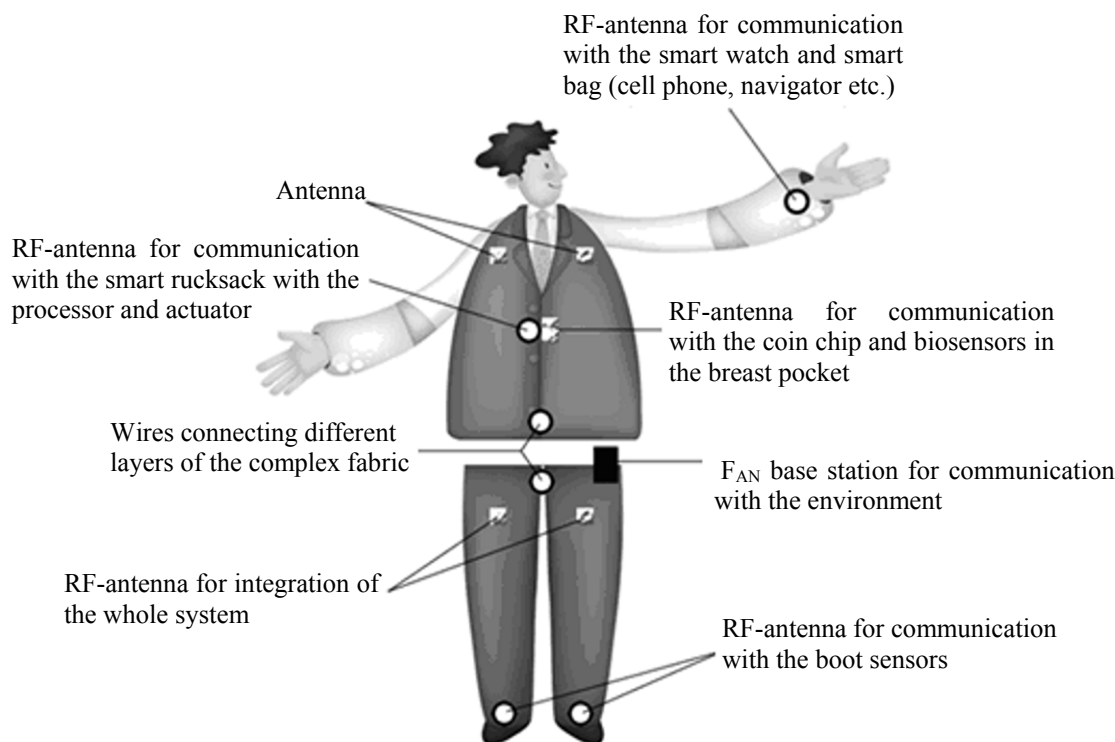 RF-antenna for communication
with the smart watch and smart
bag (cell phone, navigator etc.)
Antenna
RF-antenna for communication
with the smart rucksack with the
processor and actuator
RF-antenna for communication
with the coin chip and biosensors in
the breast pocket
Wires connecting different
layers of the complex fabric
F_AN base station for communication
with the environment
RF-antenna for integration of
the whole system
RF-antenna for communication
with the boot sensors